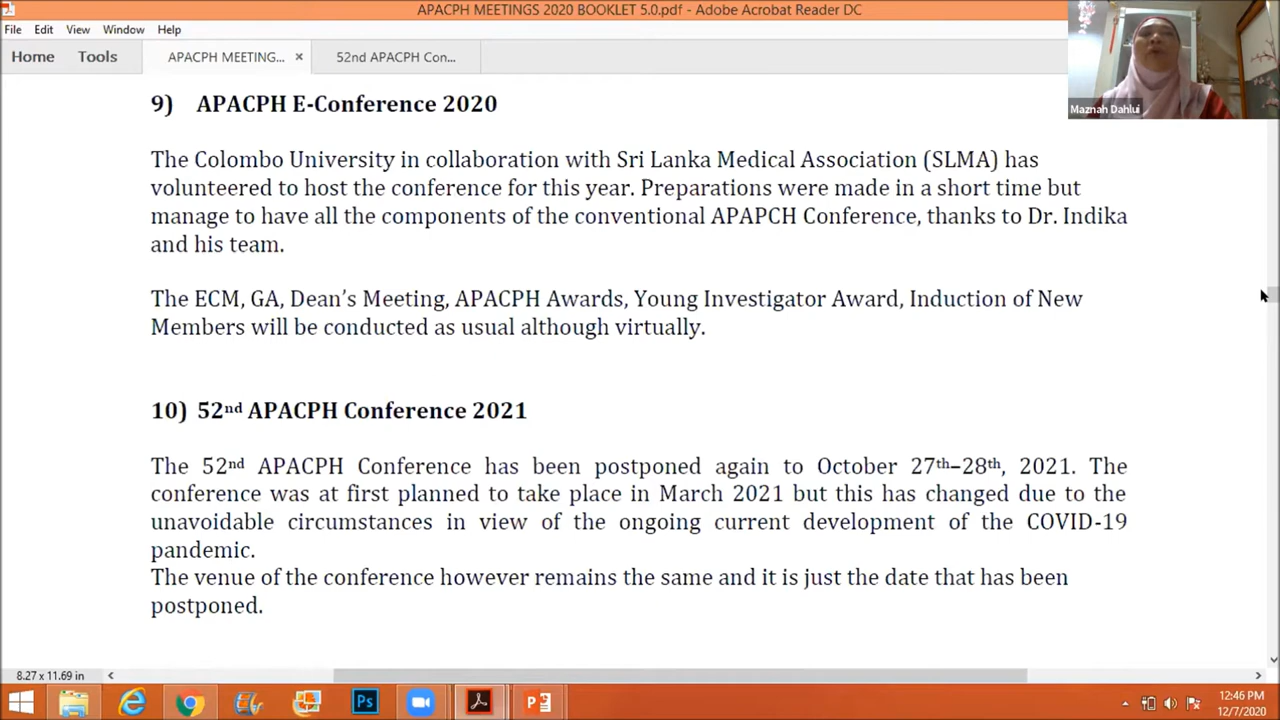 APACPH MEETINGS 2020 BOOKLET 5.0.pdf - Adobe Acrobat Reader DC
File Edit View Window Help
Home Tools APACPH MEETING... × 52nd APACPH Con...
Maznah Dahlui
9) APACPH E-Conference 2020
The Colombo University in collaboration with Sri Lanka Medical Association (SLMA) has
volunteered to host the conference for this year. Preparations were made in a short time but
manage to have all the components of the conventional APAPCH Conference, thanks to Dr. Indika
and his team.
The ECM, GA, Dean’s Meeting, APACPH Awards, Young Investigator Award, Induction of New
Members will be conducted as usual although virtually.
10) 52nd APACPH Conference 2021
The 52nd APACPH Conference has been postponed again to October 27th–28th, 2021. The
conference was at first planned to take place in March 2021 but this has changed due to the
unavoidable circumstances in view of the ongoing current development of the COVID-19
pandemic.
The venue of the conference however remains the same and it is just the date that has been
postponed.
8.27 x 11.69 in
Ps
12:46 PM
12/7/2020